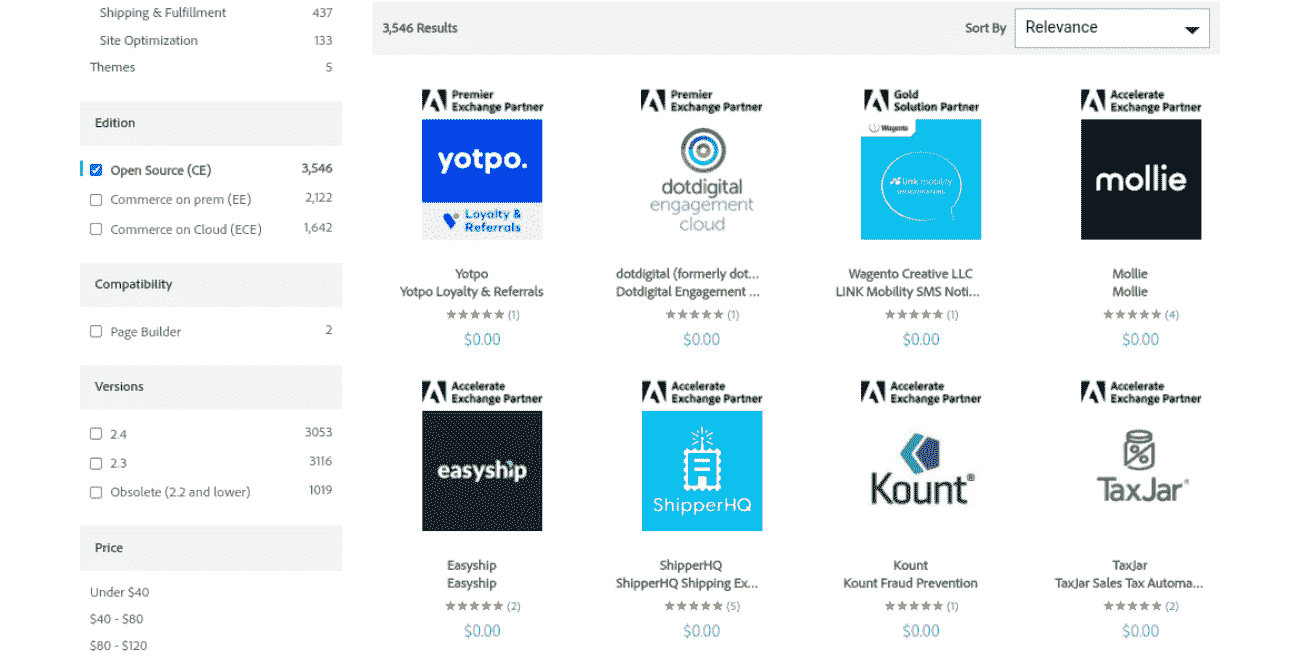 Shipping & Fulfillment 437
Site Optimization 133
Themes 5
Edition
Open Source (CE) 3,546
Commerce on prem (EE) 2,122
Commerce on Cloud (ECE) 1,642
Compatibility
Page Builder 2
Versions
2.4 3053
2.3 3116
Obsolete (2.2 and lower) 1019
Price
Under $40
$40 - $80
$80 - $120
3,546 Results
Sort By Relevance
Premier
Exchange Partner
yotpo.
Loyalty &
Referrals
Yotpo
Yotpo Loyalty & Referrals
(1)
$0.00
Premier
Exchange Partner
dotdigital
engagement
cloud
dotdigital (formerly dot...
Dotdigital Engagement ...
(1)
$0.00
Gold
Solution Partner
Wagento
link mobility
Wagento Creative LLC
LINK Mobility SMS Noti...
(1)
$0.00
Accelerate
Exchange Partner
mollie
Mollie
Mollie
(4)
$0.00
Accelerate
Exchange Partner
easyship
Easyship
Easyship
(2)
$0.00
Accelerate
Exchange Partner
ShipperHQ
ShipperHQ
ShipperHQ Shipping Ex...
(5)
$0.00
Accelerate
Exchange Partner
Kount®
Kount
Kount Fraud Prevention
(1)
$0.00
Accelerate
Exchange Partner
TaxJar
TaxJar
TaxJar Sales Tax Automa...
(2)
$0.00